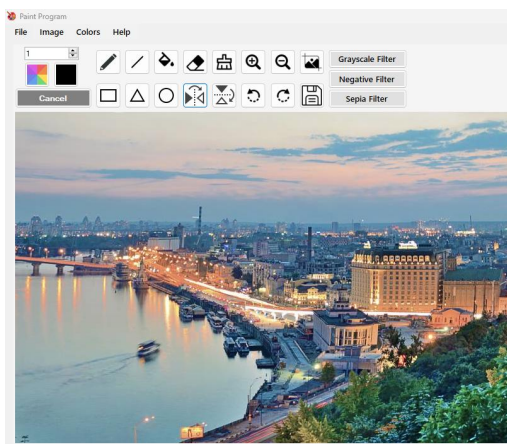 Paint Program
File Image Colors Help
1
Grayscale Filter
Negative Filter
Cancel
Sepia Filter